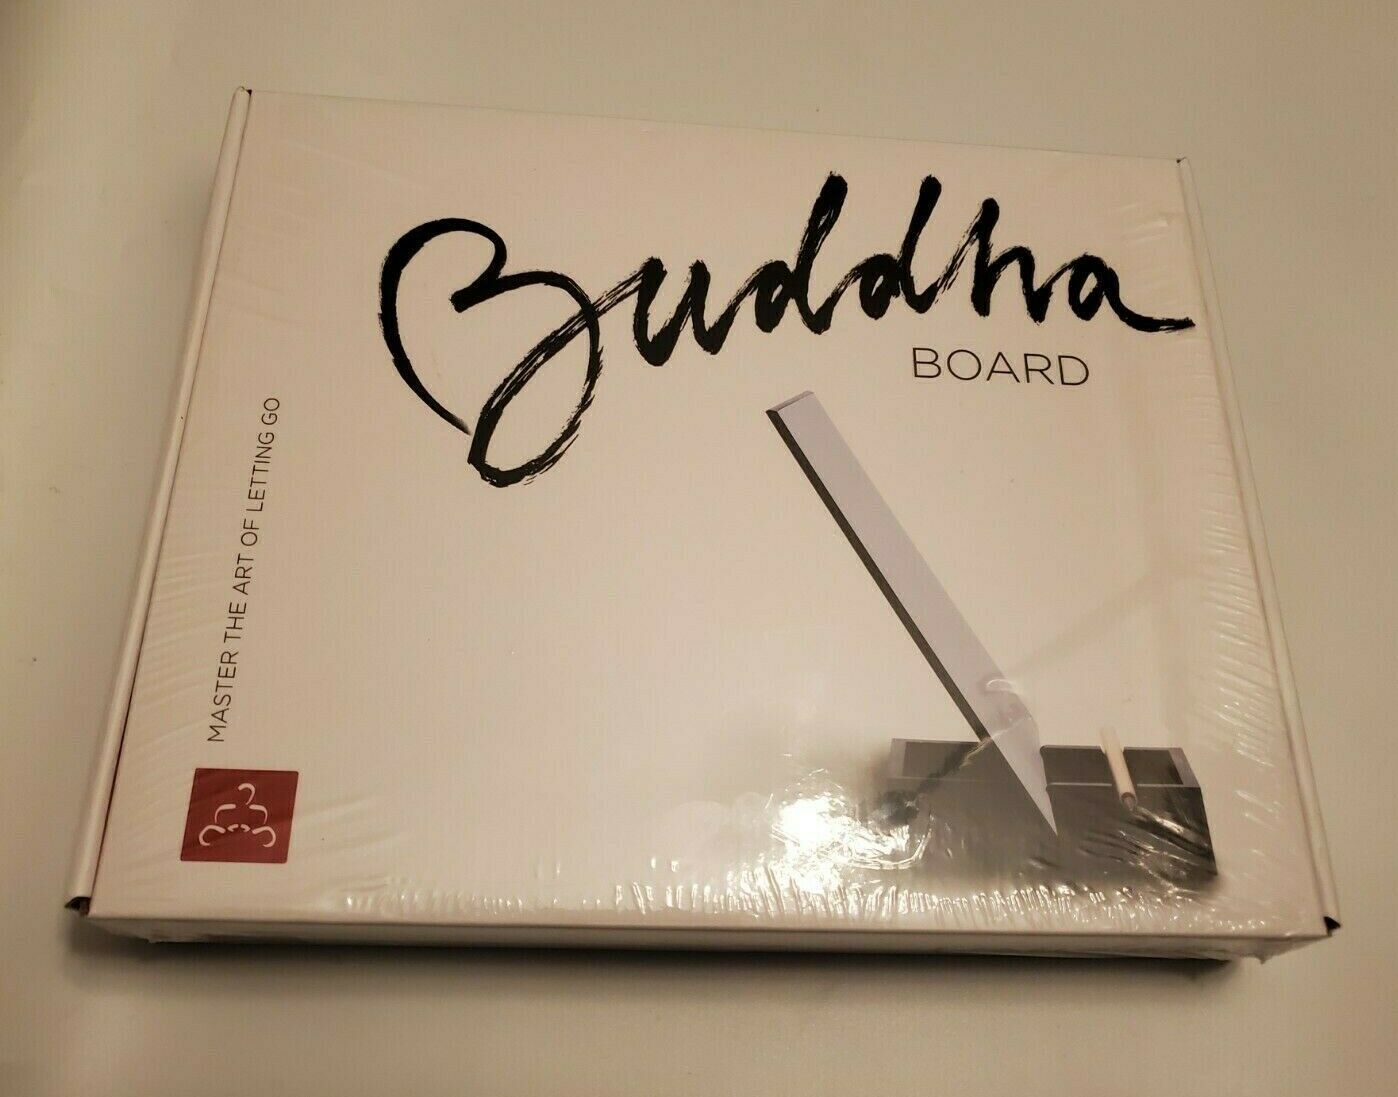 Buddha
BOARD
MASTER THE ART OF LETTING GO